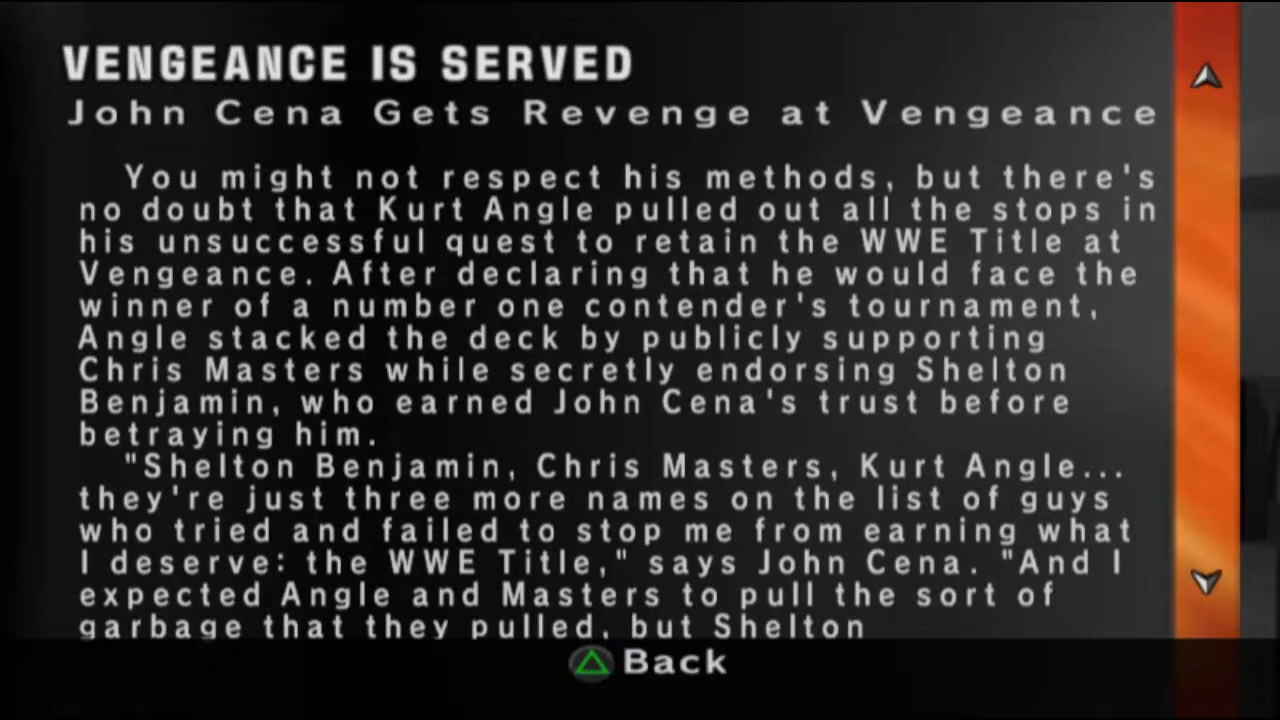 VENGEANCE IS SERVED
John Cena Gets Revenge at Vengeance
You might not respect his methods, but there's
no doubt that Kurt Angle pulled out all the stops in
his unsuccessful quest to retain the WWE Title at
Vengeance. After declaring that he would face the
winner of a number one contender's tournament,
Angle stacked the deck by publicly supporting
Chris Masters while secretly endorsing Shelton
Benjamin, who earned John Cena's trust before
betraying him.
"Shelton Benjamin, Chris Masters, Kurt Angle...
they're just three more names on the list of guys
who tried and failed to stop me from earning what
I deserve: the WWE Title," says John Cena. "And I
expected Angle and Masters to pull the sort of
garbage that they pulled, but Shelton
Back